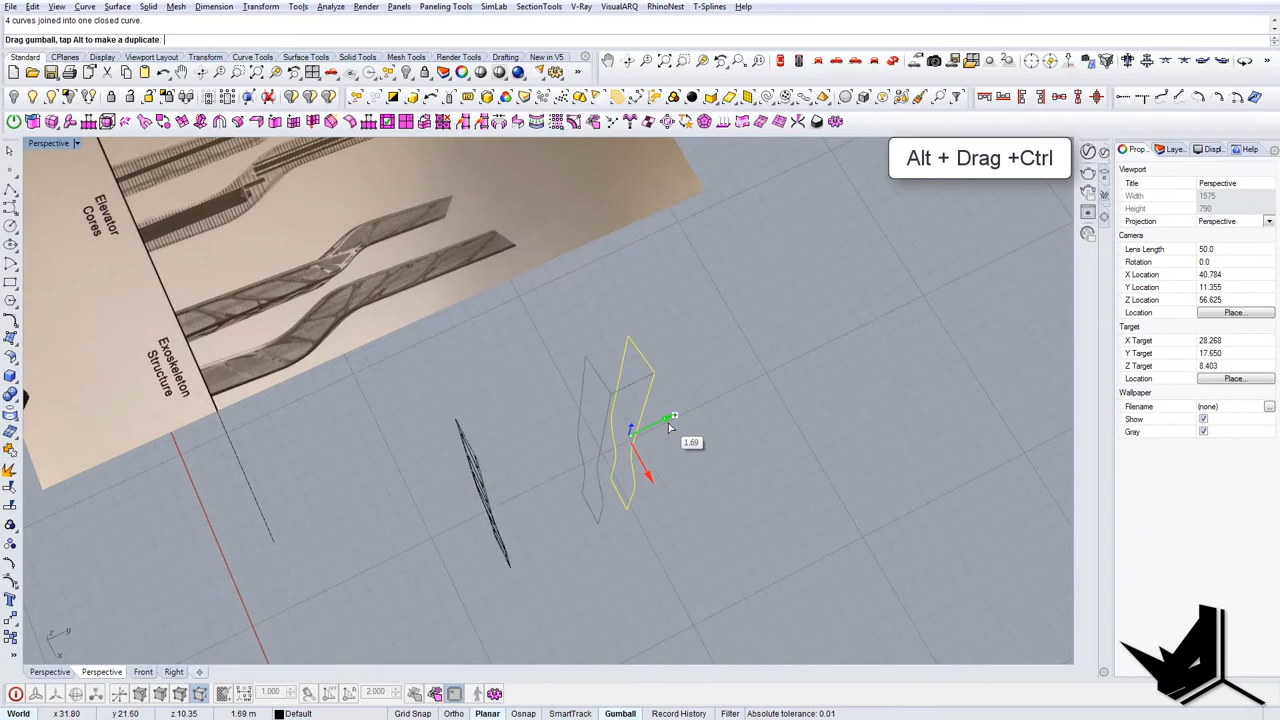 File Edit View Curve Surface Solid Mesh Dimension Transform Tools Analyze Render Panels Paneling Tools SimLab SectionTools V-Ray VisualARQ RhinoNest T-Splines Help
4 curves joined into one closed curve.
Drag gumball, tap Alt to make a duplicate:
Standard CPlanes Display Viewport Layout Transform Curve Tools Surface Tools Solid Tools Mesh Tools Render Tools Drafting New in V5
Perspective
Alt + Drag +Ctrl
Prop... Laye... Displ... Help
Viewport
Title Perspective
Width 1575
Height 790
Projection Perspective
Camera
Lens Length 50.0
Rotation 0.0
X Location 40.784
Y Location 11.355
Z Location 56.625
Location Place...
Target
X Target 28.268
Y Target 17.650
Z Target 8.403
Location Place...
Wallpaper
Filename (none) ...
Show
Gray
Elevator
Cores
Exoskeleton
Structure
1.69
z y
x
Perspective Perspective Front Right
1.000 2.000
World x 31.80 y 21.60 z 10.35 1.69 m Default Grid Snap Ortho Planar Osnap SmartTrack Gumball Record History Filter Absolute tolerance: 0.01